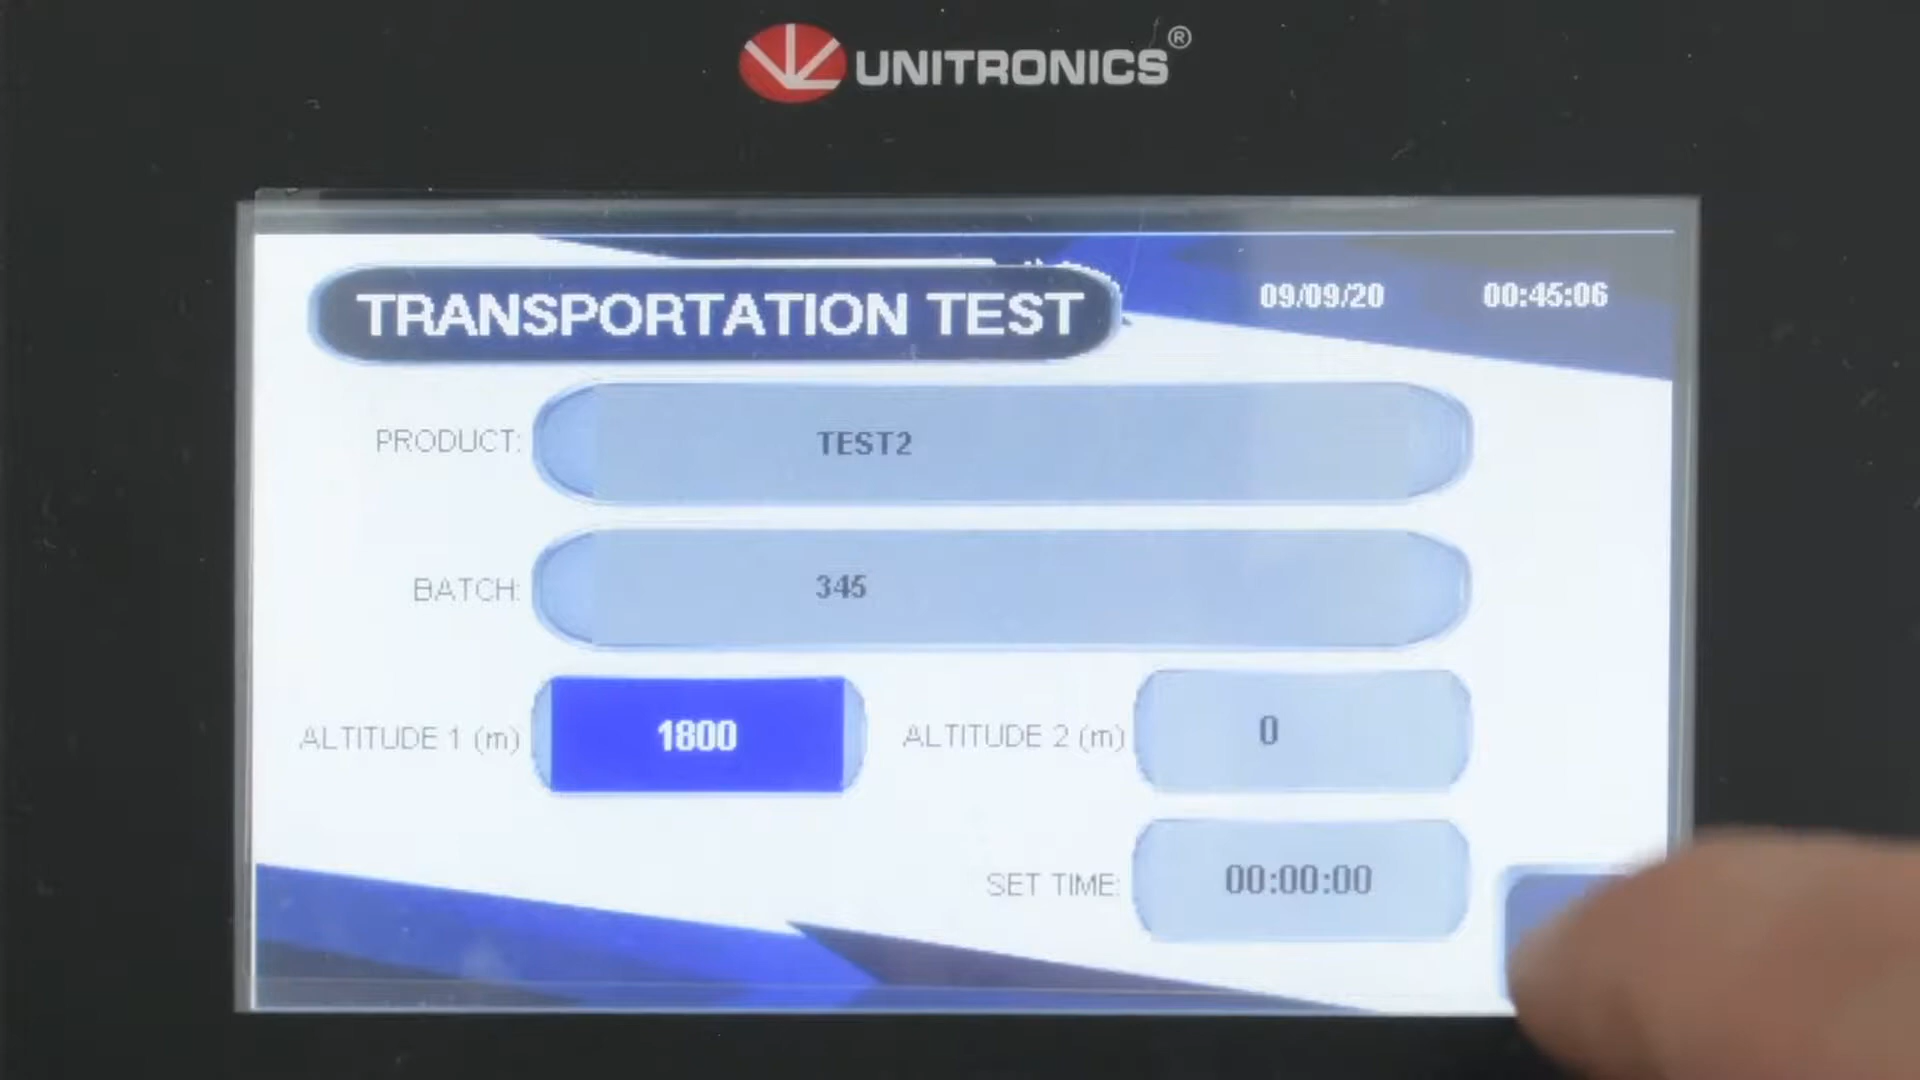 UNITRONICS®
TRANSPORTATION TEST
09/09/20 00:45:06
PRODUCT: TEST2
BATCH: 345
ALTITUDE 1 (m) 1800 ALTITUDE 2 (m) 0
SET TIME: 00:00:00